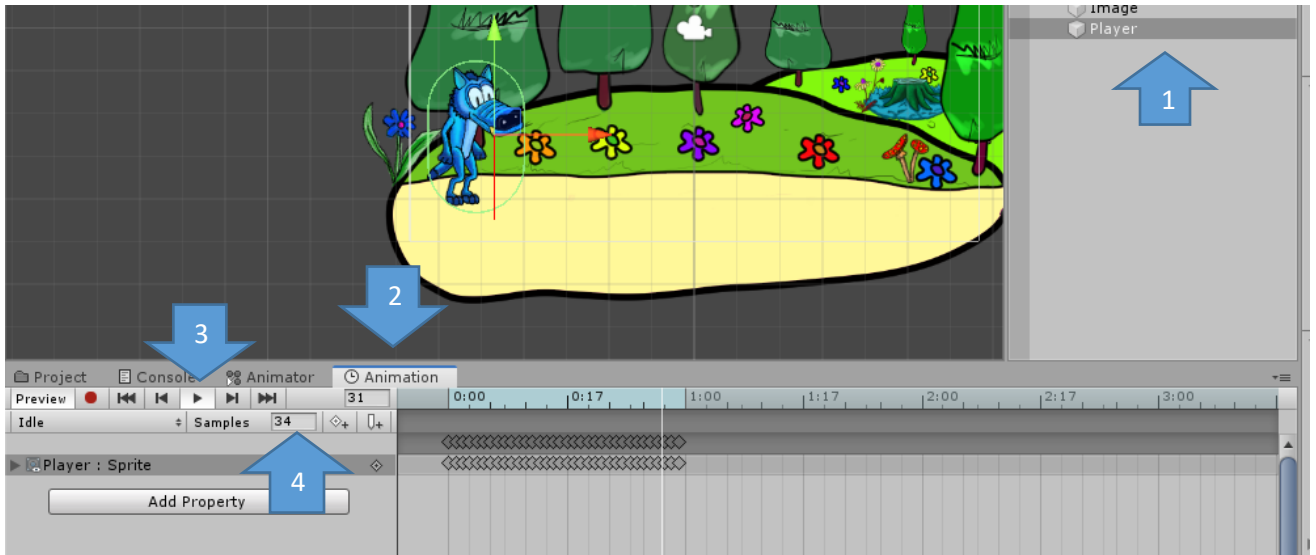 Image
Player
1
2
3
Project Console Animator Animation
Preview 31 0:00 0:17 1:00 1:17 2:00 2:17 3:00
Idle Samples 34
Player : Sprite
4
Add Property